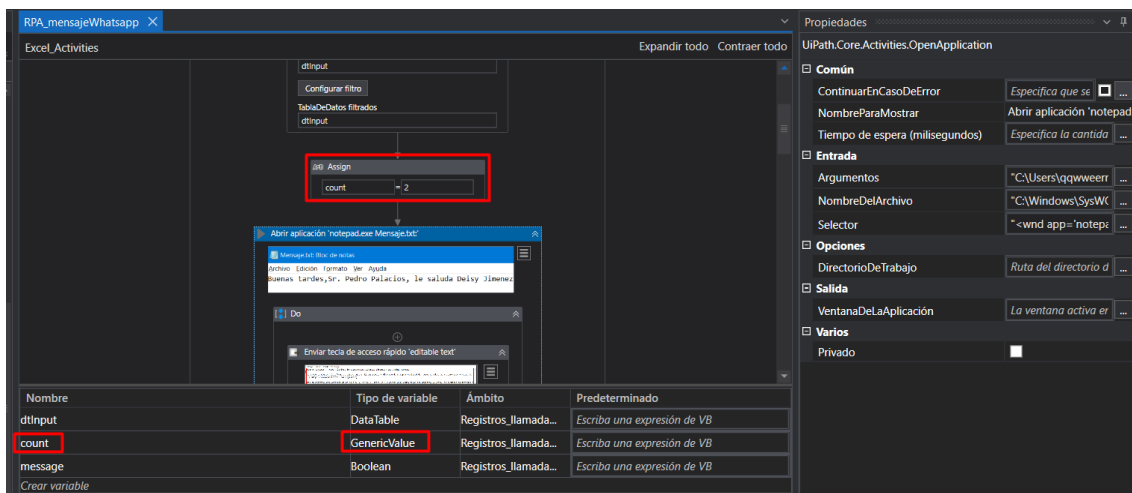 RPA_mensajeWhatsapp
Excel_Activities Expandir todo Contraer todo
dtInput
Configurar filtro
TablaDeDatos filtrados
dtInput
A=B Assign
count = 2
Abrir aplicación 'notepad.exe Mensaje.txt:'
Mensaje.txt: Bloc de notas
Archivo Edición Formato Ver Ayuda
Buenas tardes,Sr. Pedro Palacios, le saluda Deisy Jimenez
Do
Enviar tecla de acceso rápido 'editable text'
Nombre Tipo de variable Ámbito Predeterminado
dtInput DataTable Registros_llamada... Escriba una expresión de VB
count GenericValue Registros_llamada... Escriba una expresión de VB
message Boolean Registros_llamada... Escriba una expresión de VB
Crear variable
Propiedades
UiPath.Core.Activities.OpenApplication
Común
ContinuarEnCasoDeError Especifica que se ...
NombreParaMostrar Abrir aplicación 'notepad
Tiempo de espera (milisegundos) Especifica la cantida ...
Entrada
Argumentos "C:\Users\qqwweerr ...
NombreDelArchivo "C:\Windows\SysW( ...
Selector "<wnd app='notepa ...
Opciones
DirectorioDeTrabajo Ruta del directorio d ...
Salida
VentanaDeLaAplicación La ventana activa er ...
Varios
Privado